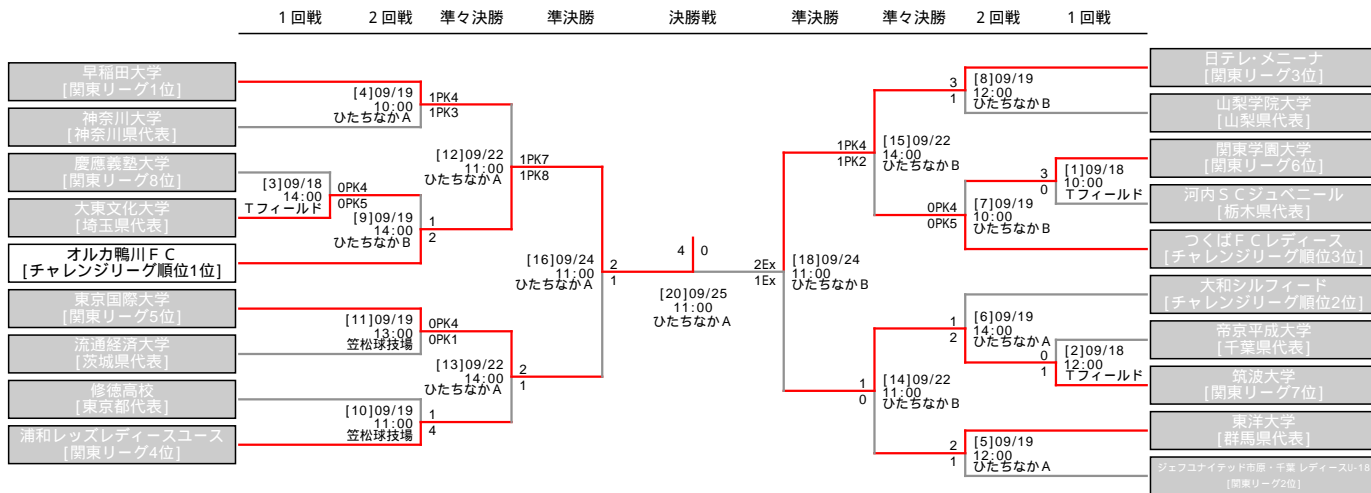 1回戦 2回戦 準々決勝 準決勝 決勝戦 準決勝 準々決勝 2回戦 1回戦
早稲田大学
[関東リーグ1位]
神奈川大学
[神奈川県代表]
慶應義塾大学
[関東リーグ8位]
大東文化大学
[埼玉県代表]
オルカ鴨川FC
[チャレンジリーグ順位1位]
東京国際大学
[関東リーグ5位]
流通経済大学
[茨城県代表]
修徳高校
[東京都代表]
浦和レッズレディースユース
[関東リーグ4位]
[3]09/18
14:00
Tフィールド
[4]09/19
10:00
ひたちなかA
0PK4
0PK5
[9]09/19
14:00
ひたちなかB
[11]09/19
13:00
笠松球技場
[10]09/19
11:00
笠松球技場
1PK4
1PK3
[12]09/22
11:00
ひたちなかA
1
2
0PK4
0PK1
[13]09/22
14:00
ひたちなかA
1
4
1PK7
1PK8
[16]09/24
11:00
ひたちなかA
2
1
2
1
4 0
[20]09/25
11:00
ひたちなかA
2Ex
1Ex
[18]09/24
11:00
ひたちなかB
1PK4
1PK2
[15]09/22
14:00
ひたちなかB
1
0
[14]09/22
11:00
ひたちなかB
3
1
[8]09/19
12:00
ひたちなかB
0PK4
0PK5
[7]09/19
10:00
ひたちなかB
3
0
[1]09/18
10:00
Tフィールド
1
2
[6]09/19
14:00
ひたちなかA
0
1
[2]09/18
12:00
Tフィールド
2
1
[5]09/19
12:00
ひたちなかA
日テレ・メニーナ
[関東リーグ3位]
山梨学院大学
[山梨県代表]
関東学園大学
[関東リーグ6位]
河内SCジュベニール
[栃木県代表]
つくばFCレディース
[チャレンジリーグ順位3位]
大和シルフィード
[チャレンジリーグ順位2位]
帝京平成大学
[千葉県代表]
筑波大学
[関東リーグ7位]
東洋大学
[群馬県代表]
ジェフユナイテッド市原・千葉 レディースU-18
[関東リーグ2位]